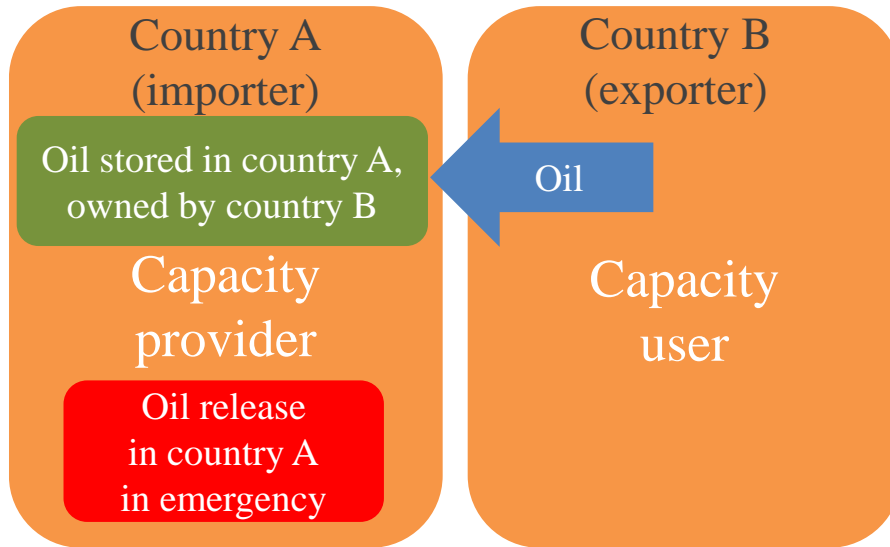 Country A
(importer)
Oil stored in country A,
owned by country B
Capacity
provider
Oil release
in country A
in emergency
Oil
Country B
(exporter)
Capacity
user